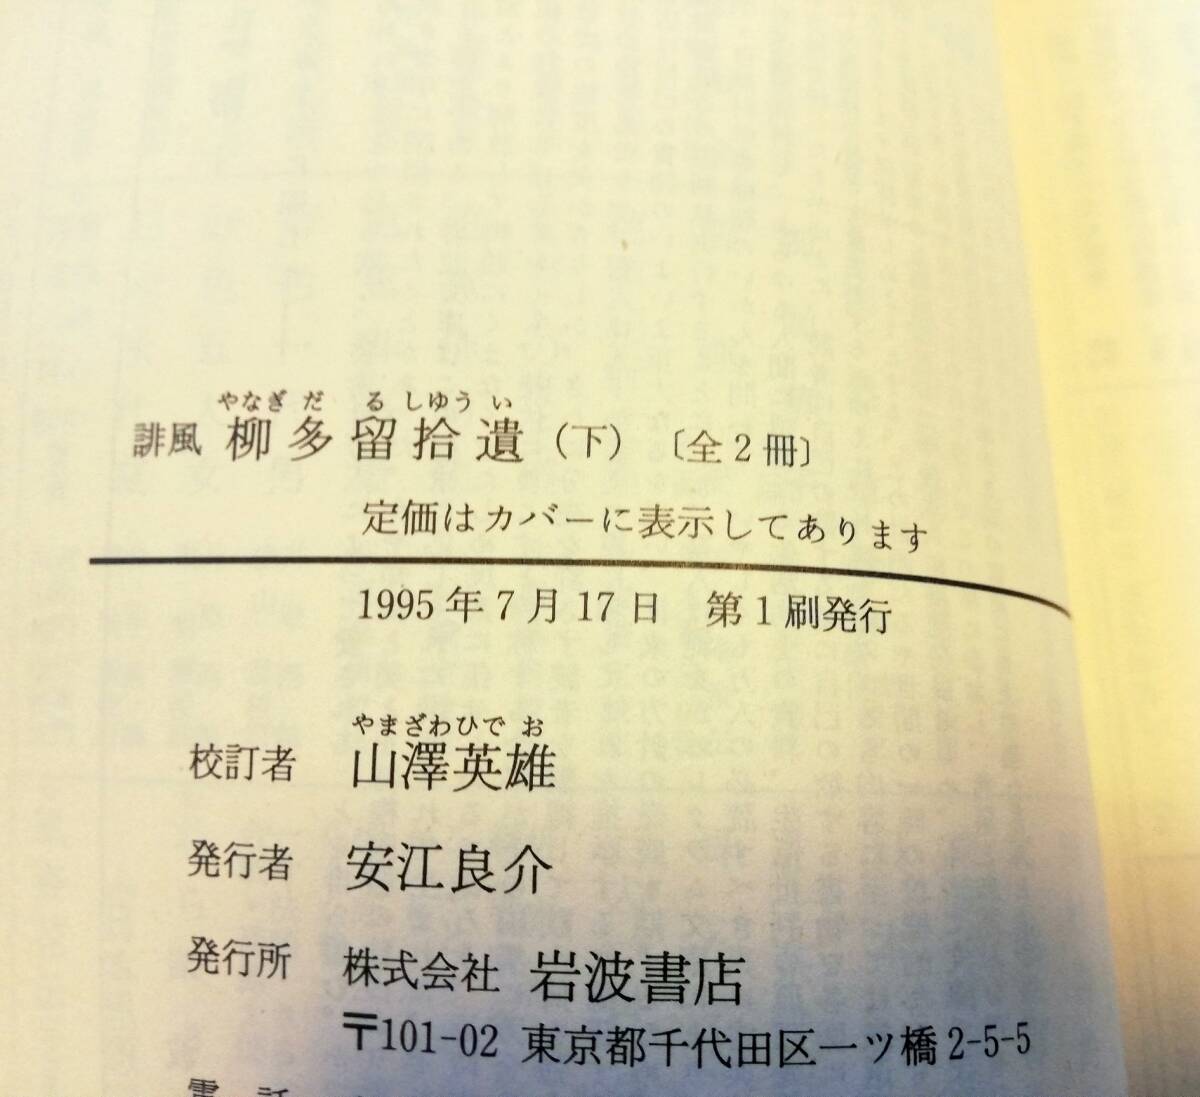 やなぎだるしゆうい
誹風 柳多留拾遺（下）〔全2冊〕
定価はカバーに表示してあります
1995年7月17日 第1刷発行
やまざわひでお
校訂者 山澤英雄
発行者 安江良介
発行所 株式会社 岩波書店
〒101-02 東京都千代田区一ツ橋2-5-5